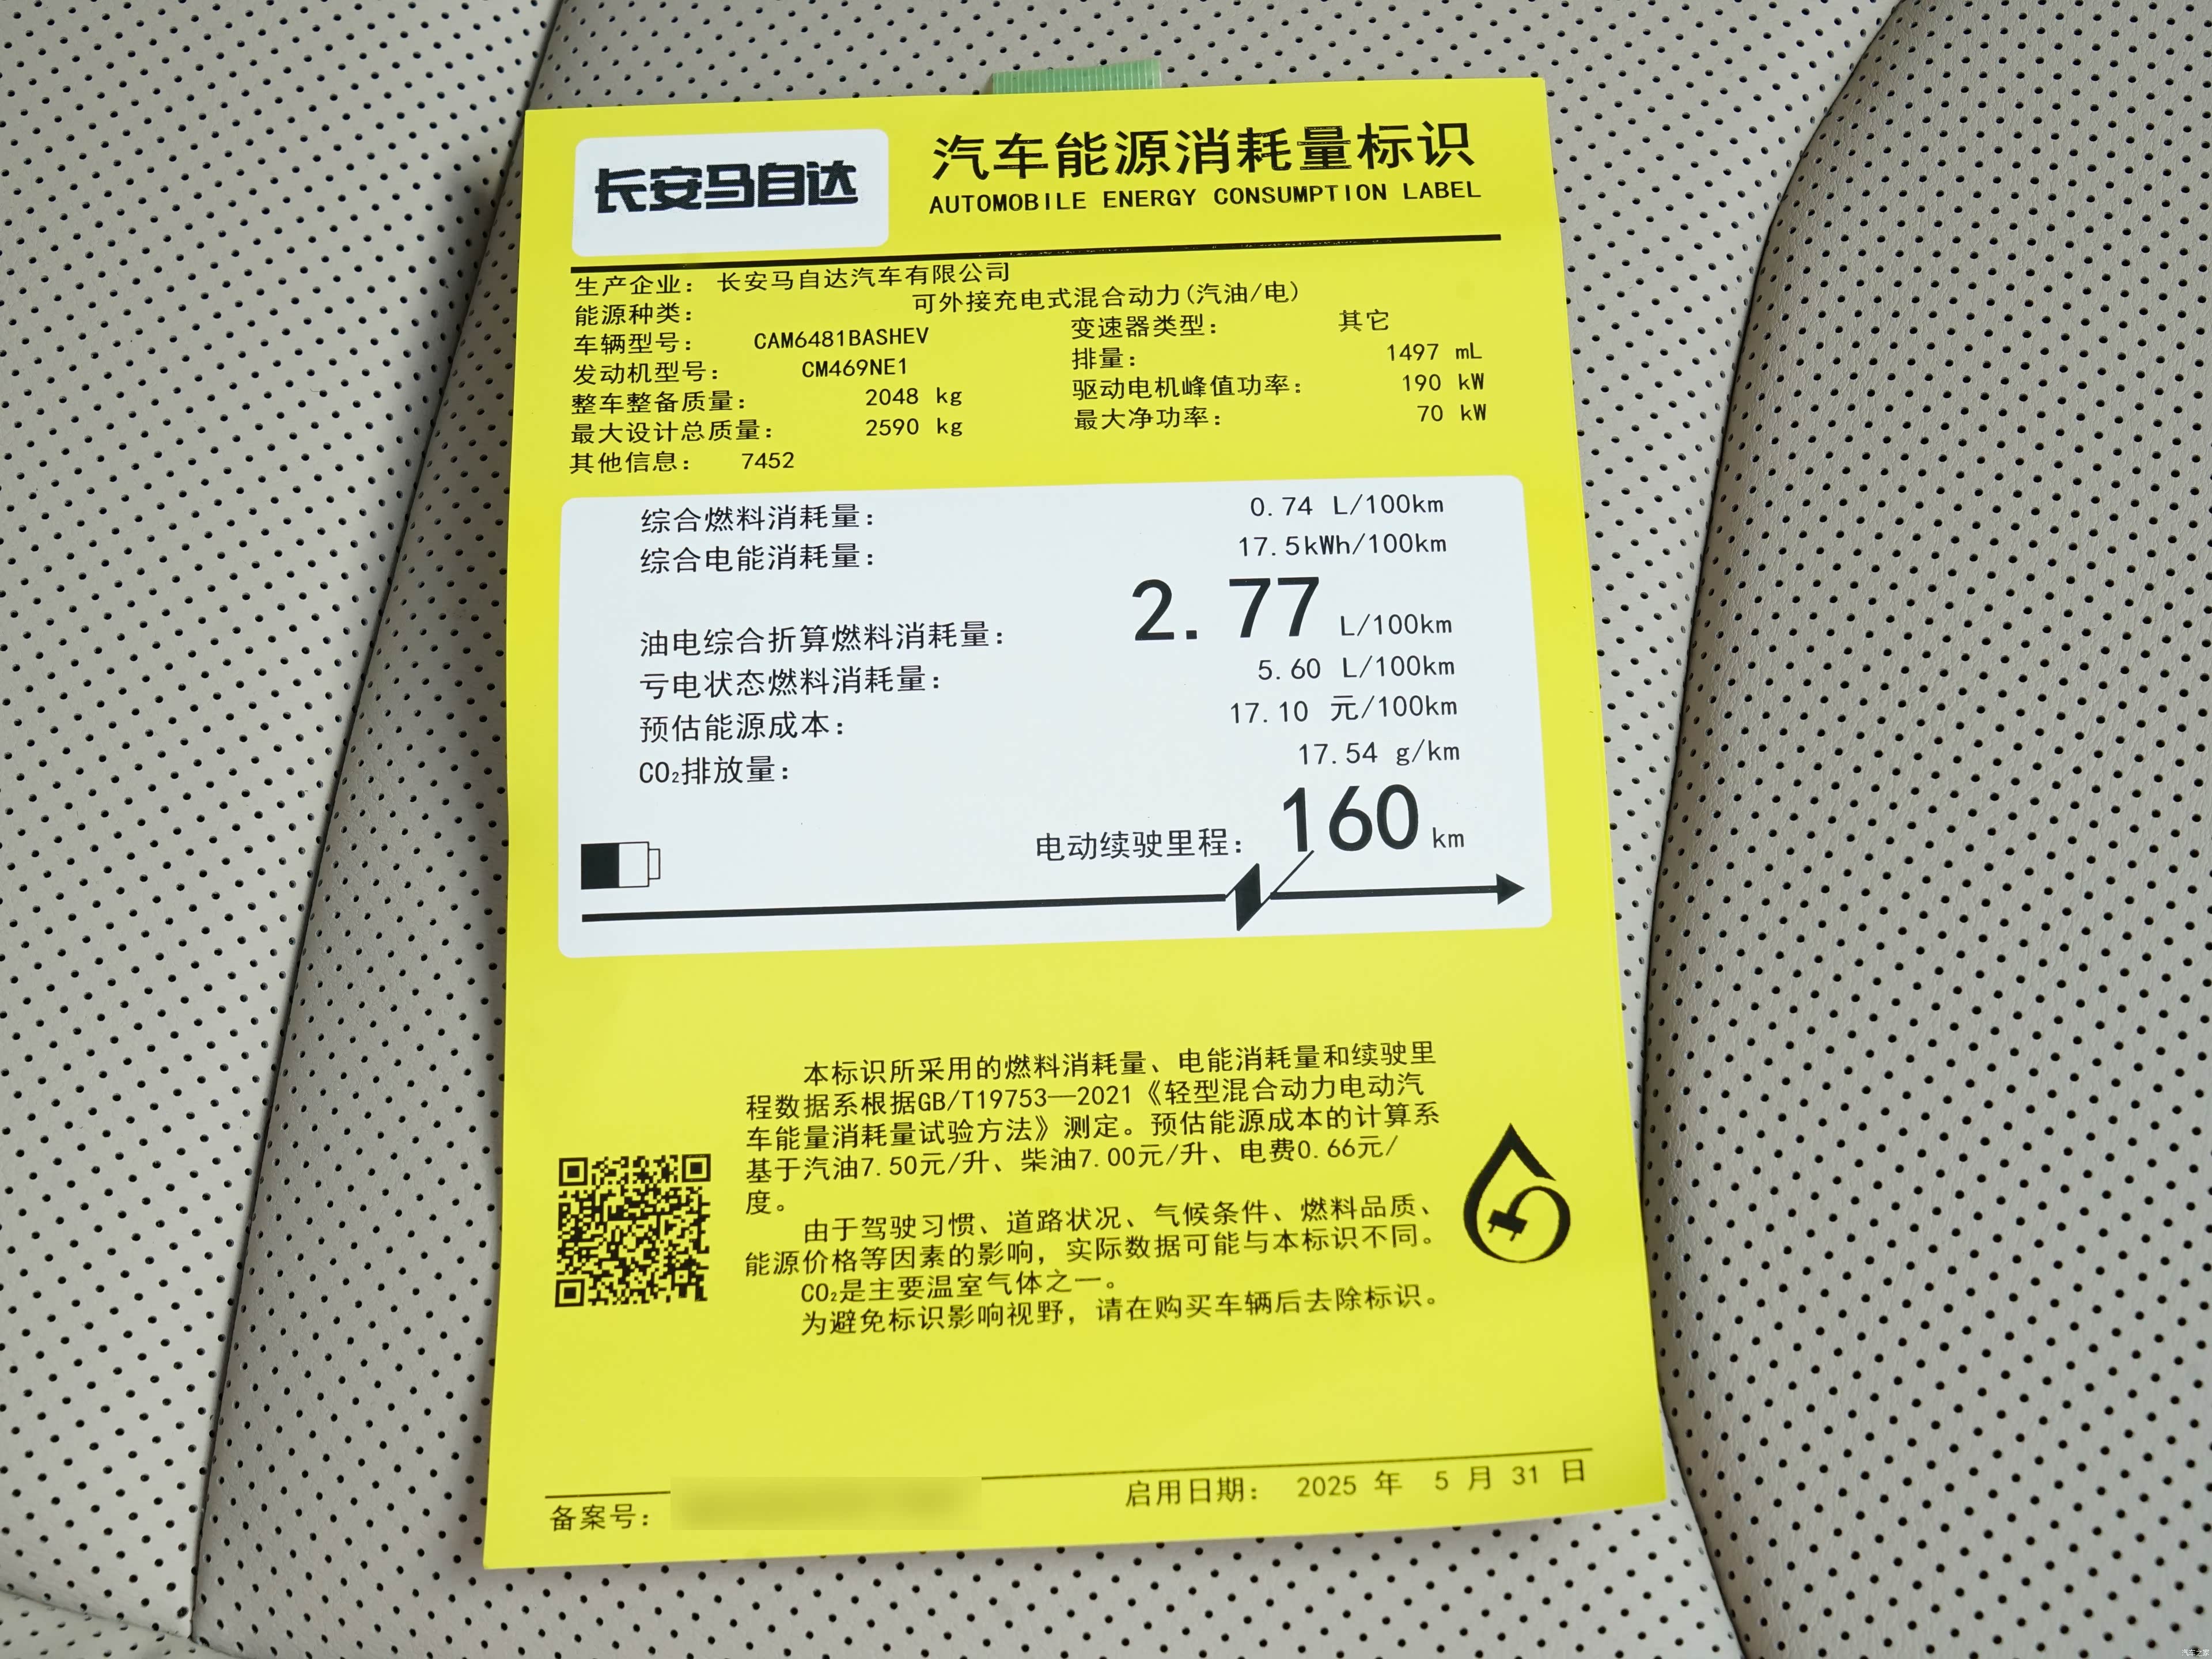 长安马自达
汽车能源消耗量标识
AUTOMOBILE ENERGY CONSUMPTION LABEL
生产企业： 长安马自达汽车有限公司
能源种类： 可外接充电式混合动力(汽油/电)
车辆型号： CAM6481BASHEV 变速器类型： 其它
发动机型号： CM469NE1 排量： 1497 mL
整车整备质量： 2048 kg 驱动电机峰值功率： 190 kW
最大设计总质量： 2590 kg 最大净功率： 70 kW
其他信息： 7452
综合燃料消耗量： 0.74 L/100km
综合电能消耗量： 17.5kWh/100km
油电综合折算燃料消耗量： 2.77 L/100km
亏电状态燃料消耗量： 5.60 L/100km
预估能源成本： 17.10 元/100km
CO₂排放量： 17.54 g/km
电动续驶里程： 160 km
本标识所采用的燃料消耗量、电能消耗量和续驶里
程数据系根据GB/T19753—2021《轻型混合动力电动汽
车能量消耗量试验方法》测定。预估能源成本的计算系
基于汽油7.50元/升、柴油7.00元/升、电费0.66元/
度。
由于驾驶习惯、道路状况、气候条件、燃料品质、
能源价格等因素的影响，实际数据可能与本标识不同。
CO₂是主要温室气体之一。
为避免标识影响视野，请在购买车辆后去除标识。
备案号： 启用日期： 2025 年 5 月 31 日
汽车之家